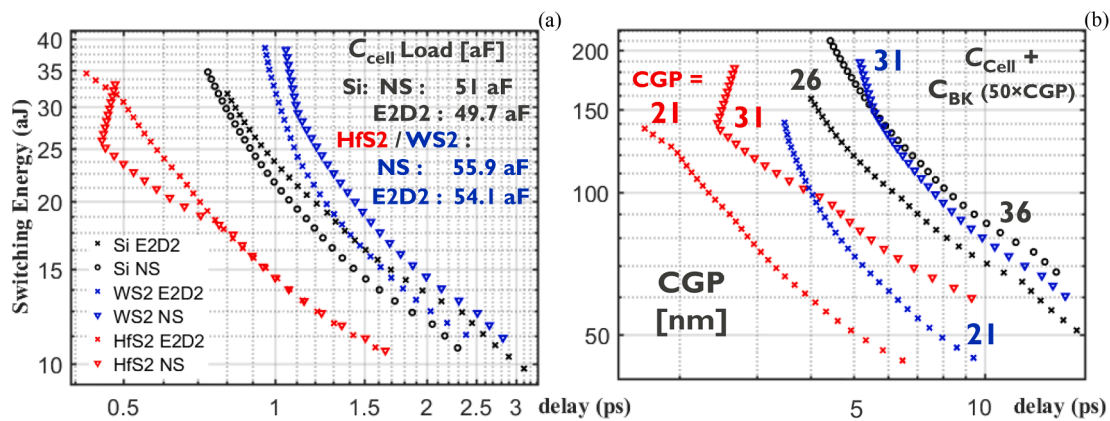 (a)
C_cell Load [aF]
Si: NS : 51 aF
E2D2 : 49.7 aF
HfS2 / WS2 :
NS : 55.9 aF
E2D2 : 54.1 aF
Switching Energy (aJ)
40
35
30
25
20
15
10
Si E2D2
Si NS
WS2 E2D2
WS2 NS
HfS2 E2D2
HfS2 NS
0.5 1 1.5 2 2.5 3 delay (ps)
(b)
200
150
100
50
C_Cell +
C_BK (50×CGP)
CGP =
21
31
26
31
36
21
CGP
[nm]
5 10 delay (ps)